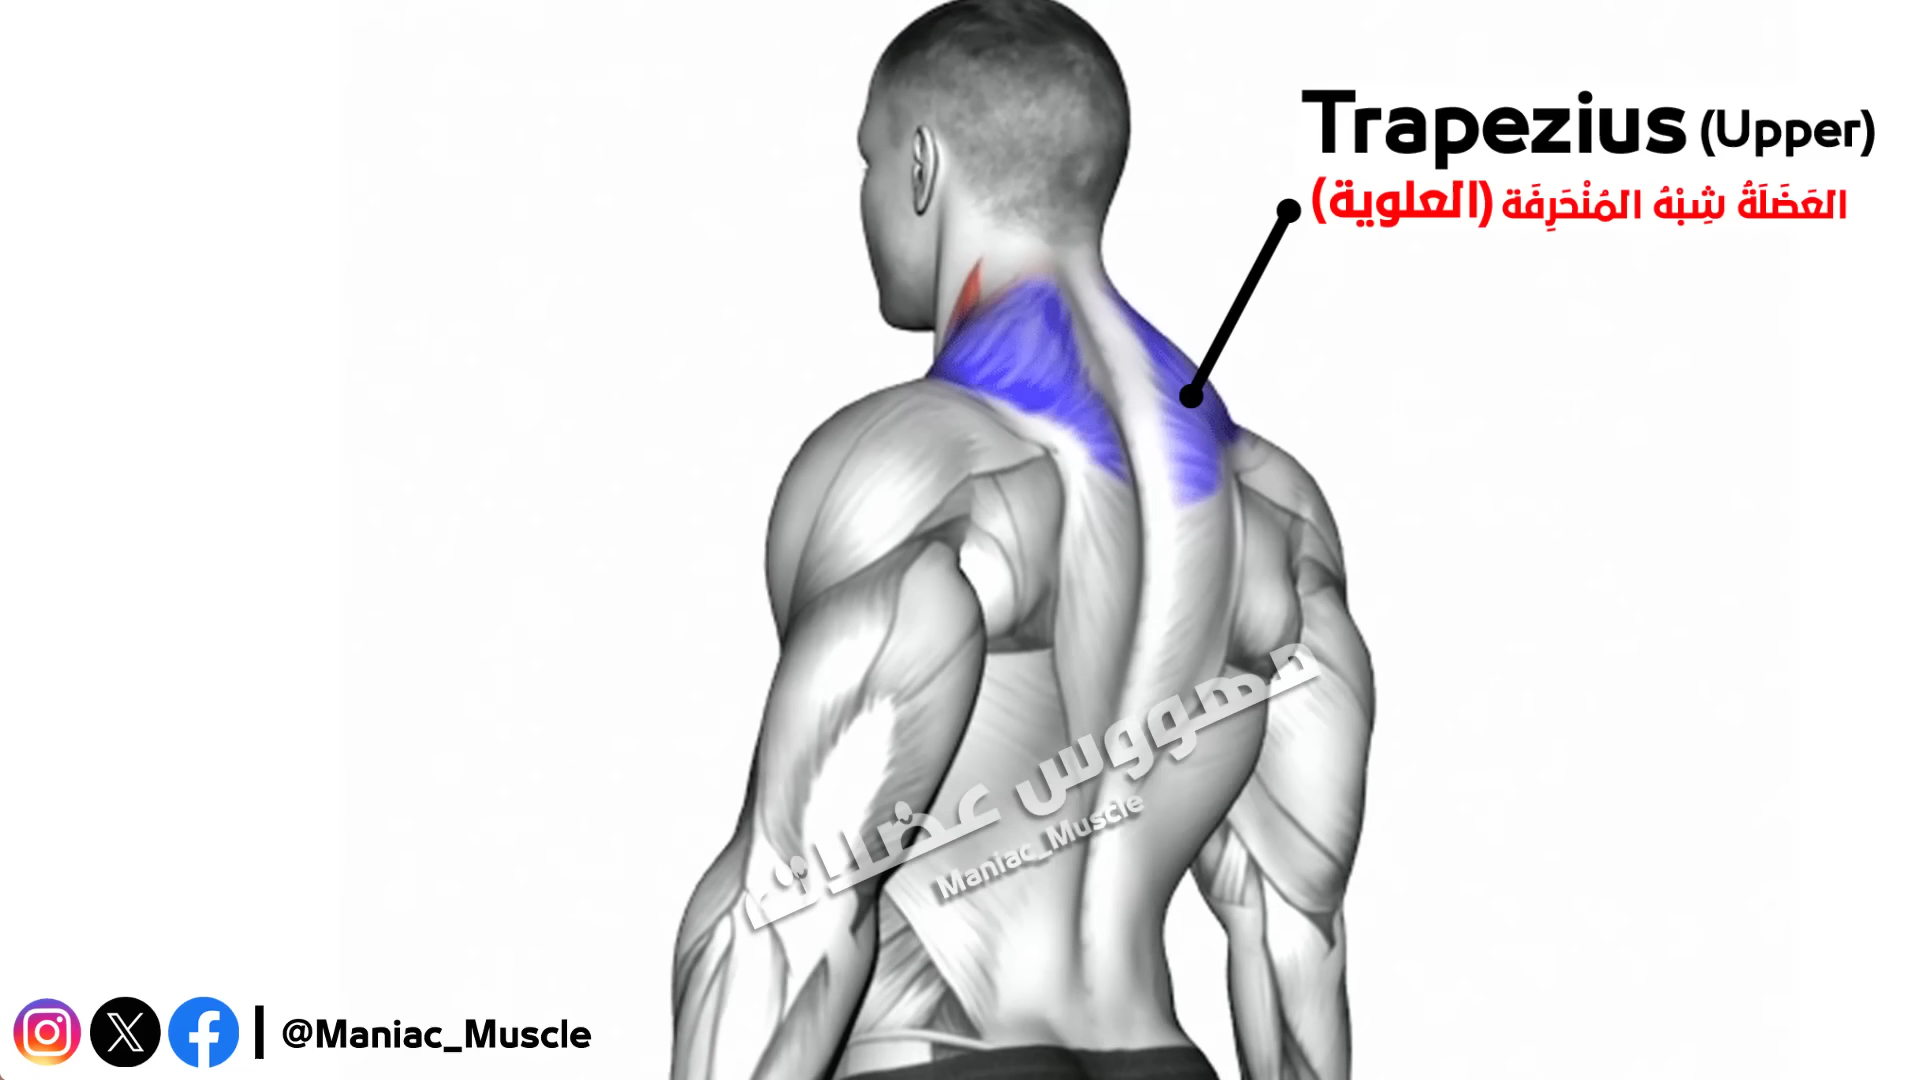 Trapezius (Upper)
العَضَلَةُ شِبْهُ المُنْحَرِفَة (العلوية)
مهووس عضلات
Maniac_Muscle
@Maniac_Muscle